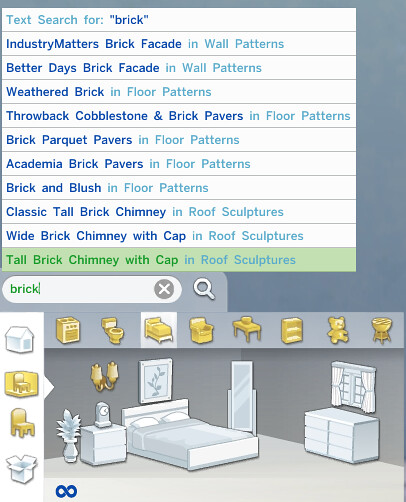 Text Search for: "brick"
IndustryMatters Brick Facade in Wall Patterns
Better Days Brick Facade in Wall Patterns
Weathered Brick in Floor Patterns
Throwback Cobblestone & Brick Pavers in Floor Patterns
Brick Parquet Pavers in Floor Patterns
Academia Brick Pavers in Floor Patterns
Brick and Blush in Floor Patterns
Classic Tall Brick Chimney in Roof Sculptures
Wide Brick Chimney with Cap in Roof Sculptures
Tall Brick Chimney with Cap in Roof Sculptures
brick